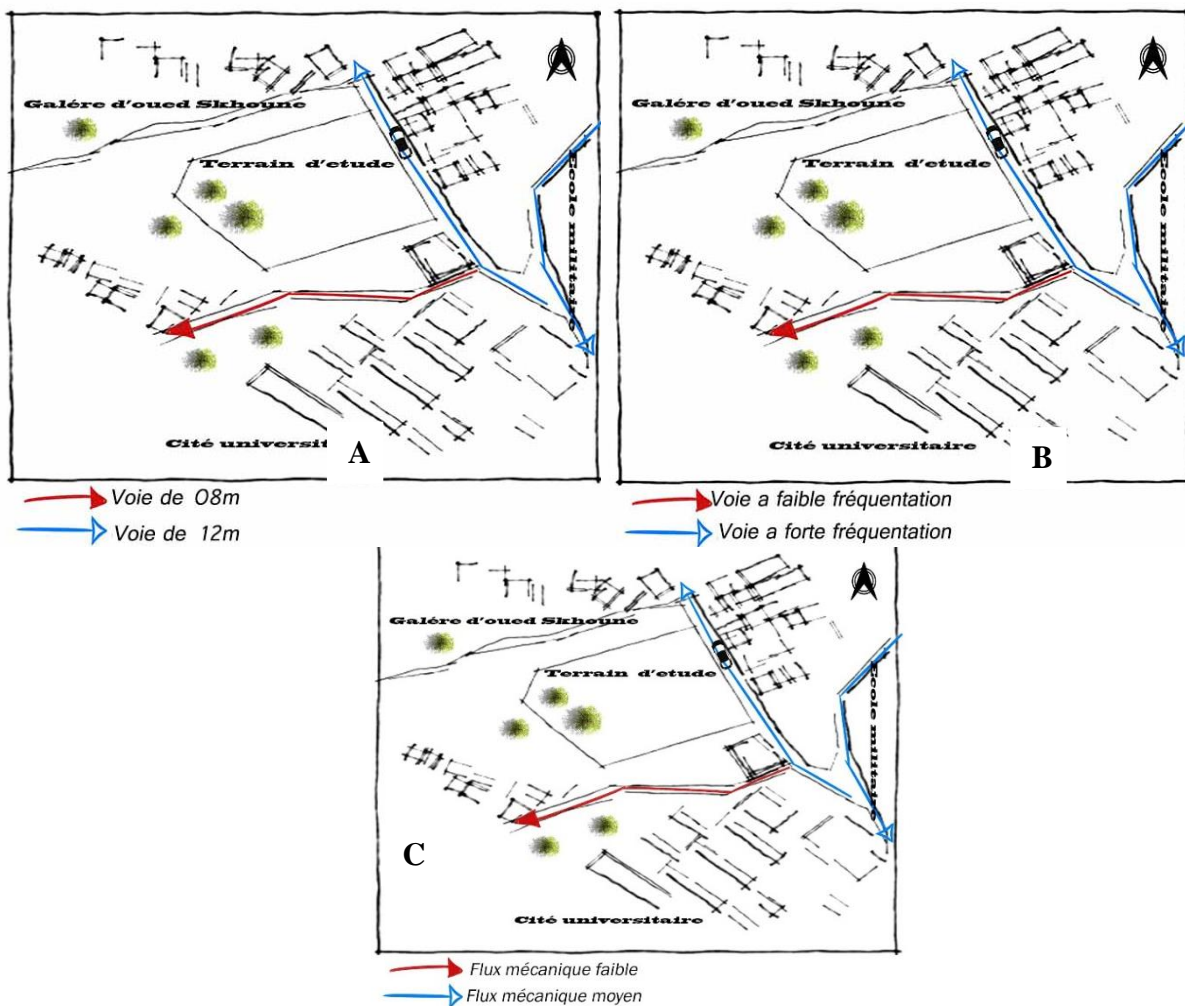 Galére d'oued Skhoune
Terrain d'etude
Ecole militaire
Cité universit
A
Voie de 08m
Voie de 12m
Galére d'oued Skhoune
Terrain d'etude
Ecole militaire
Cité universitaire
B
Voie a faible fréquentation
Voie a forte fréquentation
Galére d'oued Skhoune
Terrain d'etude
Ecole militaire
C
Cité universitaire
Flux mécanique faible
Flux mécanique moyen